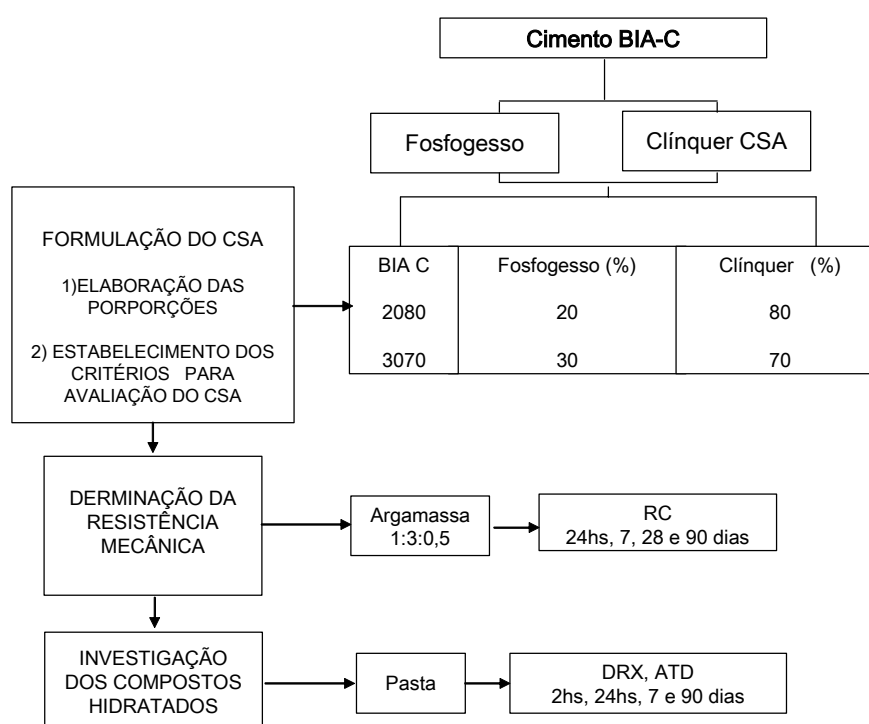 Cimento BIA-C
Fosfogesso
Clínquer CSA
FORMULAÇÃO DO CSA
1)ELABORAÇÃO DAS
PORPORÇÕES
2) ESTABELECIMENTO DOS
CRITÉRIOS PARA
AVALIAÇÃO DO CSA
BIA C Fosfogesso (%) Clínquer (%)
2080 20 80
3070 30 70
DERMINAÇÃO DA
RESISTÊNCIA
MECÂNICA
Argamassa
1:3:0,5
RC
24hs, 7, 28 e 90 dias
INVESTIGAÇÃO
DOS COMPOSTOS
HIDRATADOS
Pasta
DRX, ATD
2hs, 24hs, 7 e 90 dias